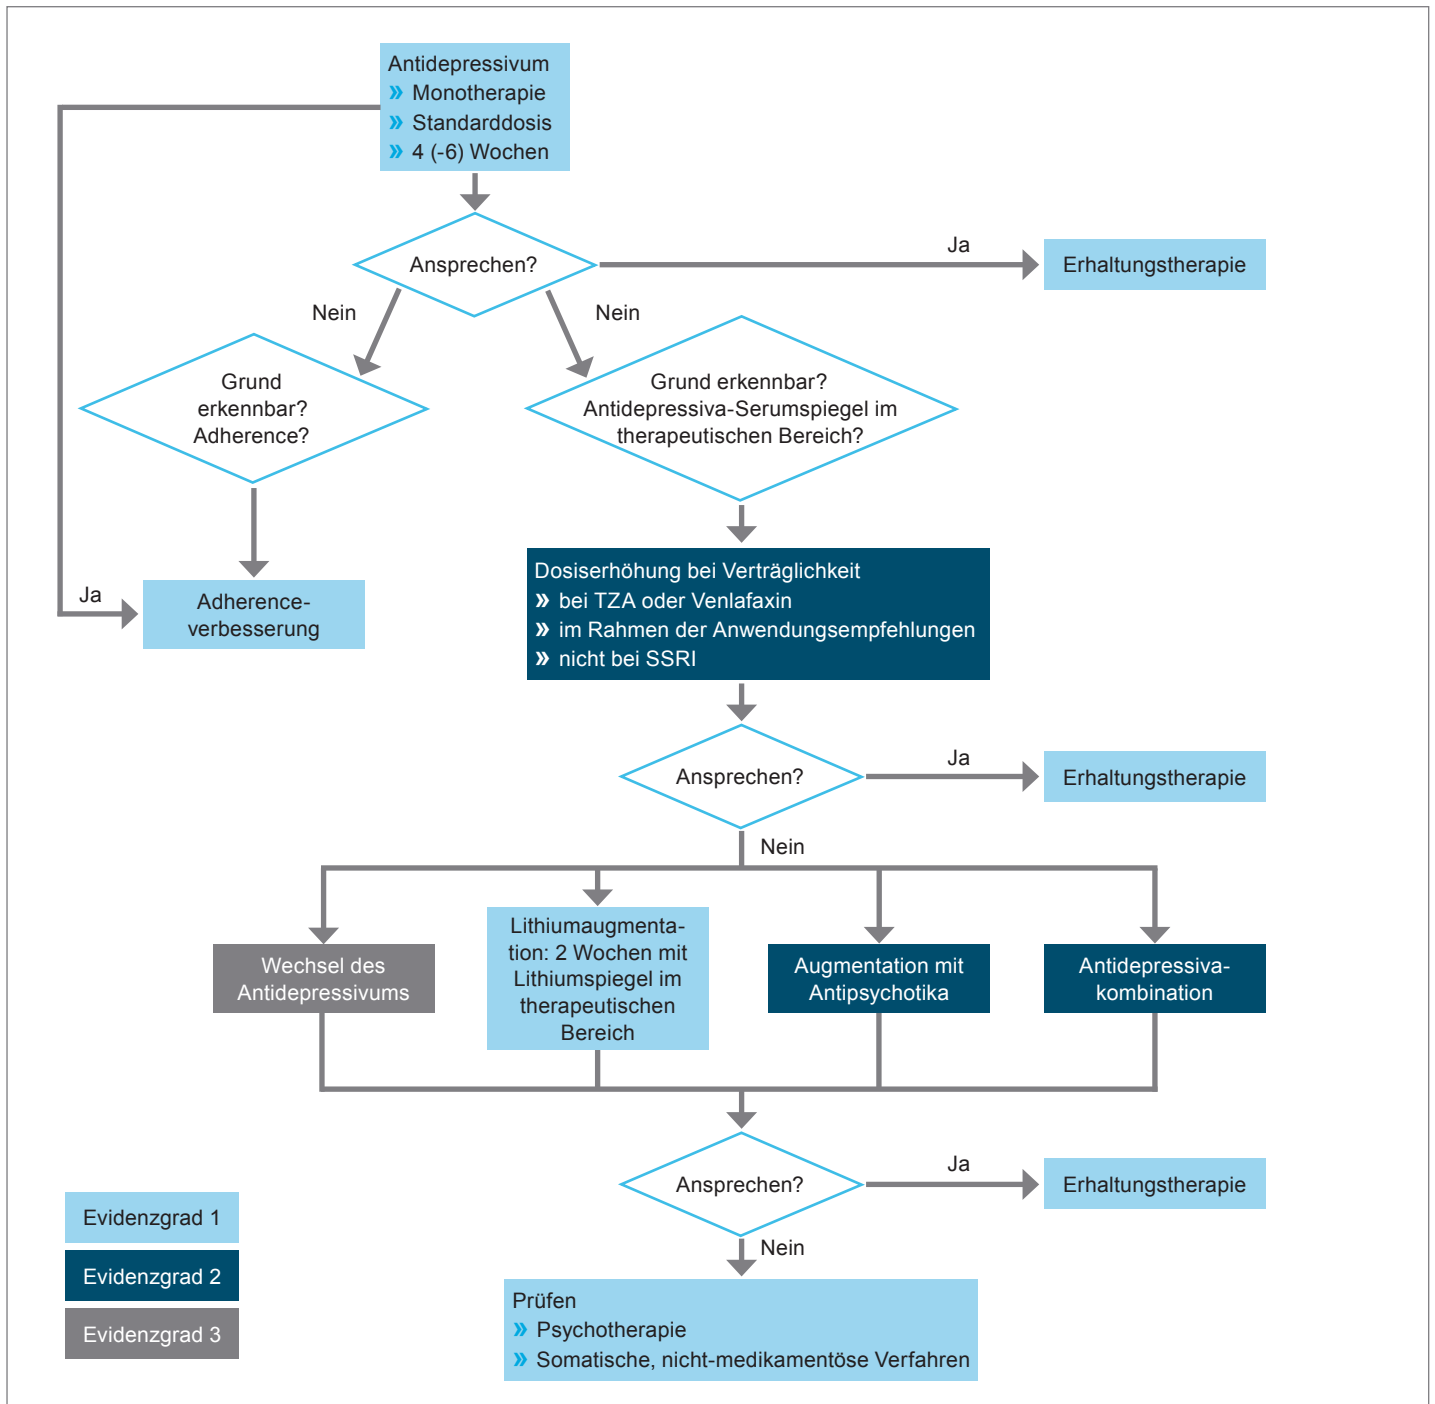 Antidepressivum
» Monotherapie
» Standarddosis
» 4 (-6) Wochen
Ansprechen?
Ja
Erhaltungstherapie
Nein
Nein
Grund
erkennbar?
Adherence?
Grund erkennbar?
Antidepressiva-Serumspiegel im
therapeutischen Bereich?
Ja
Adherence-
verbesserung
Dosiserhöhung bei Verträglichkeit
» bei TZA oder Venlafaxin
» im Rahmen der Anwendungsempfehlungen
» nicht bei SSRI
Ansprechen?
Ja
Erhaltungstherapie
Nein
Wechsel des
Antidepressivums
Lithiumaugmenta-
tion: 2 Wochen mit
Lithiumspiegel im
therapeutischen
Bereich
Augmentation mit
Antipsychotika
Antidepressiva-
kombination
Ansprechen?
Ja
Erhaltungstherapie
Nein
Prüfen
» Psychotherapie
» Somatische, nicht-medikamentöse Verfahren
Evidenzgrad 1
Evidenzgrad 2
Evidenzgrad 3